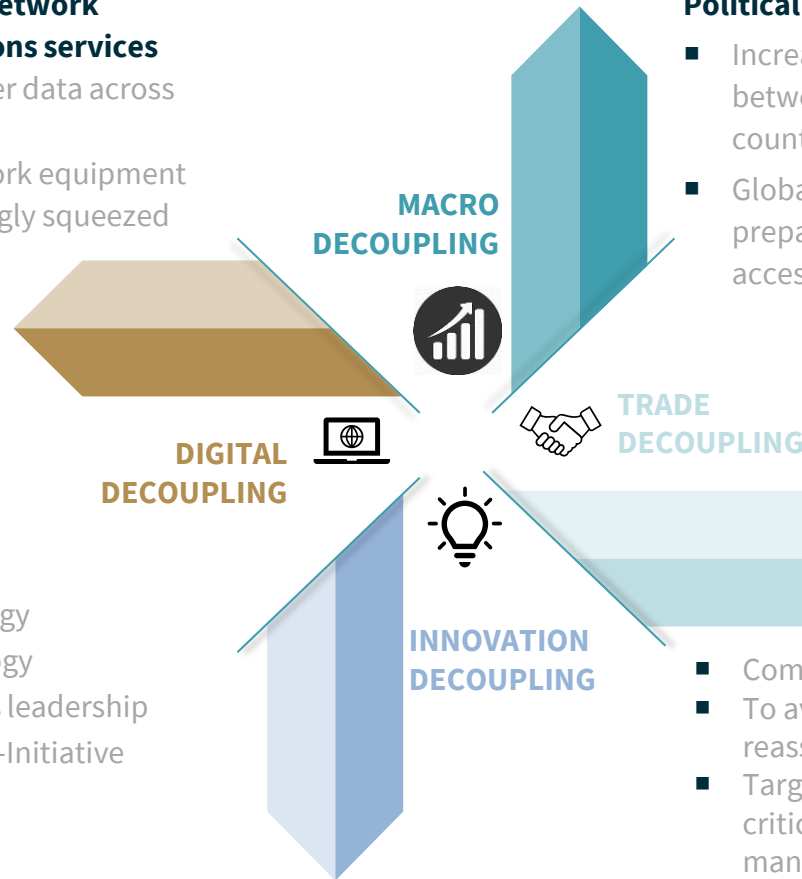 etwork
ons services
er data across
ork equipment
gly squeezed
Political
Increa
betwe
count
Globa
prepa
acces
MACRO
DECOUPLING
TRADE
DECOUPLING
DIGITAL
DECOUPLING
INNOVATION
DECOUPLING
gy
gy
leadership
-Initiative
Com
To av
reass
Targ
critic
man